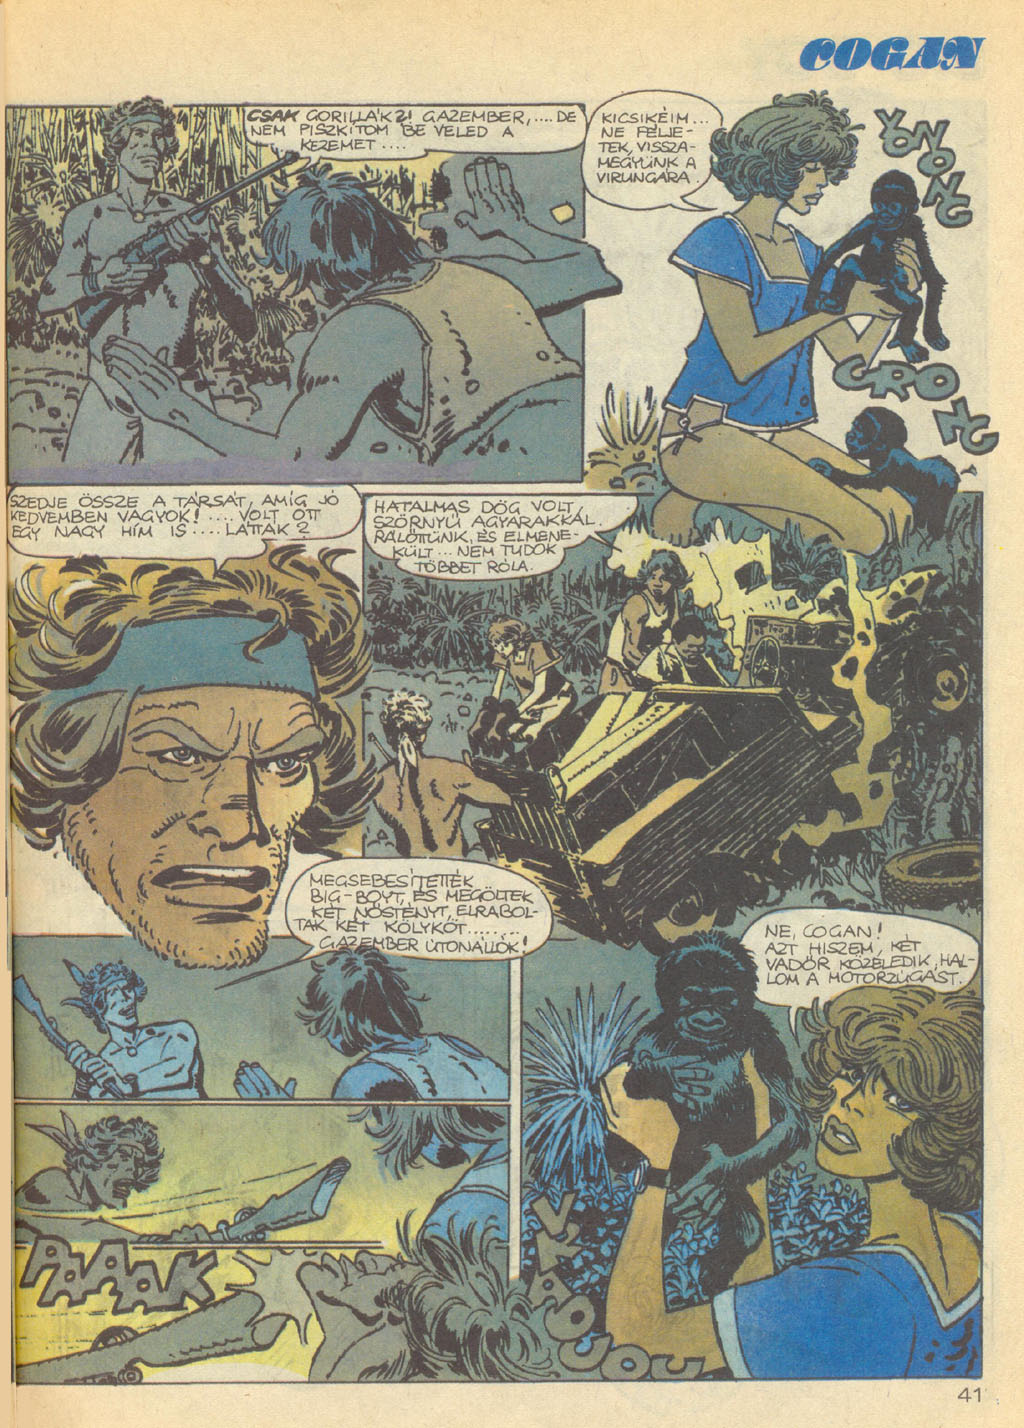 COGAN
CSAK GORILLÁK?! GAZEMBER,....DE
NEM PISZKÍTOM BE VELED A
KEZEMET....
KICSIKÉIM...
NE FÉLJE-
TEK, VISSZA-
MEGYÜNK A
VIRUNGÁRA.
YONONG
CRONG
SZEDJE ÖSSZE A TÁRSÁT, AMÍG JÓ
KEDVEMBEN VAGYOK!....VOLT OTT
EGY NAGY HÍM IS....LÁTTAK?
HATALMAS DÖG VOLT
SZÖRNYŰ AGYARAKKAL.
RÁLŐTTÜNK, ÉS ELMENE-
KÜLT... NEM TUDOK
TÖBBET RÓLA.
MEGSEBESÍTETTÉK
BIG-BOYT, ÉS MEGÖLTEK
KÉT NŐSTÉNYT, ELRABOL-
TAK KÉT KÖLYKÖT........
GAZEMBER ÚTONÁLLÓK!
NE, COGAN!
AZT HISZEM, KÉT
VADŐR KÖZELEDIK, HAL-
LOM A MOTORZÚGÁST.
PAAAAAK
41